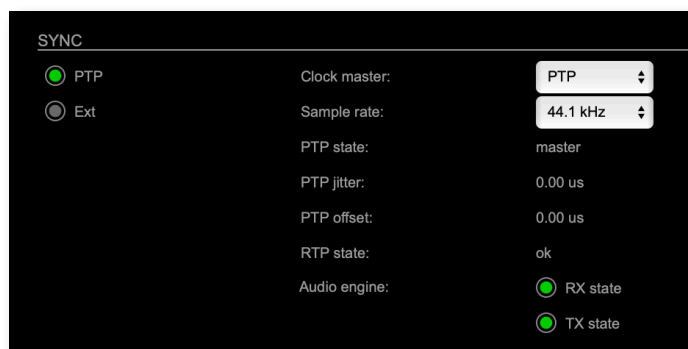 SYNC
PTP Clock master: PTP
Ext Sample rate: 44.1 kHz
PTP state: master
PTP jitter: 0.00 us
PTP offset: 0.00 us
RTP state: ok
Audio engine: RX state
TX state